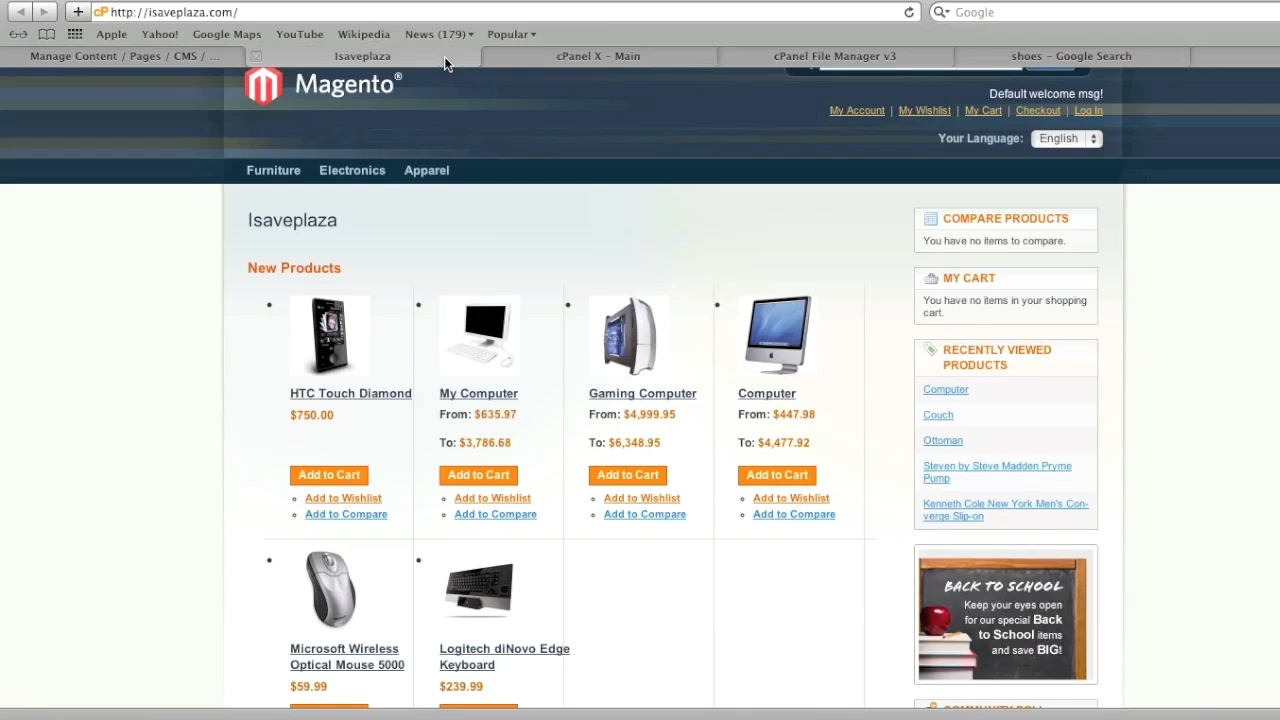 cP http://isaveplaza.com/
Google
Apple Yahoo! Google Maps YouTube Wikipedia News (179) Popular
Manage Content / Pages / CMS / ... Isaveplaza cPanel X – Main cPanel File Manager v3 shoes – Google Search
Magento®
Default welcome msg!
My Account | My Wishlist | My Cart | Checkout | Log In
Your Language: English
Furniture Electronics Apparel
Isaveplaza
New Products
HTC Touch Diamond
$750.00
Add to Cart
Add to Wishlist
Add to Compare
My Computer
From: $635.97
To: $3,786.68
Add to Cart
Add to Wishlist
Add to Compare
Gaming Computer
From: $4,999.95
To: $6,348.95
Add to Cart
Add to Wishlist
Add to Compare
Computer
From: $447.98
To: $4,477.92
Add to Cart
Add to Wishlist
Add to Compare
Microsoft Wireless
Optical Mouse 5000
$59.99
Logitech diNovo Edge
Keyboard
$239.99
COMPARE PRODUCTS
You have no items to compare.
MY CART
You have no items in your shopping
cart.
RECENTLY VIEWED
PRODUCTS
Computer
Couch
Ottoman
Steven by Steve Madden Pryme
Pump
Kenneth Cole New York Men's Con-
verge Slip-on
BACK TO SCHOOL
Keep your eyes open
for our special Back
to School items
and save BIG!
COMMUNITY POLL